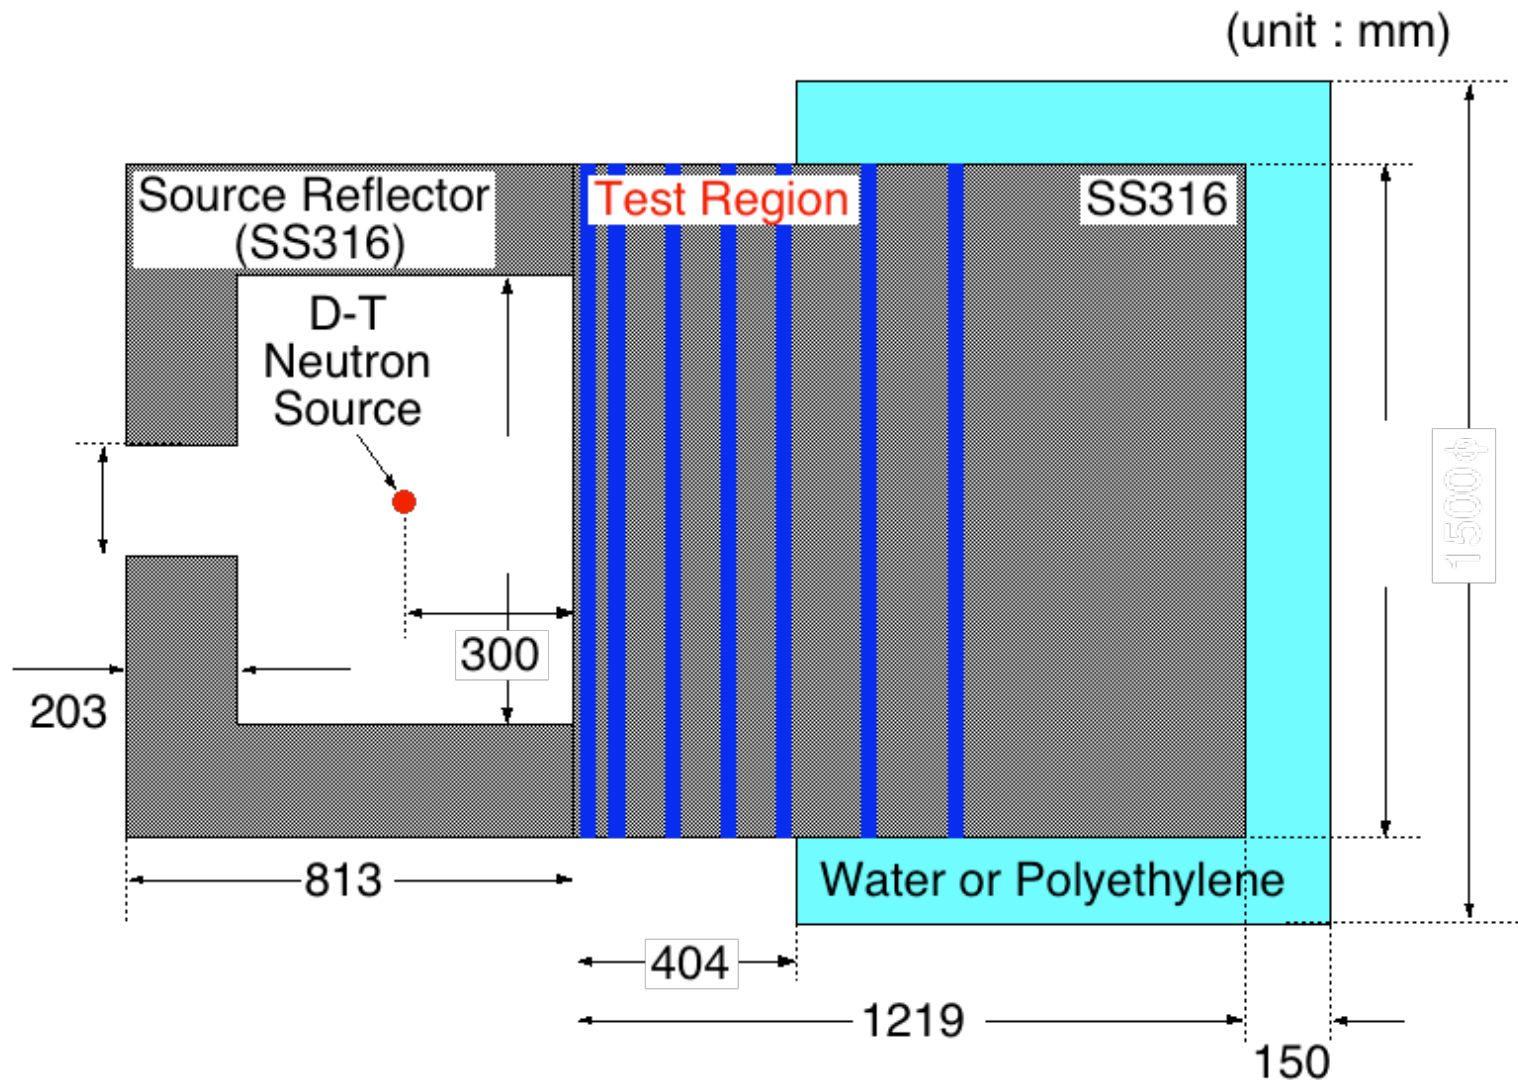 (unit : mm)
Source Reflector
(SS316)
Test Region
SS316
D-T
Neutron
Source
1500ϕ
300
203
813
Water or Polyethylene
404
1219
150